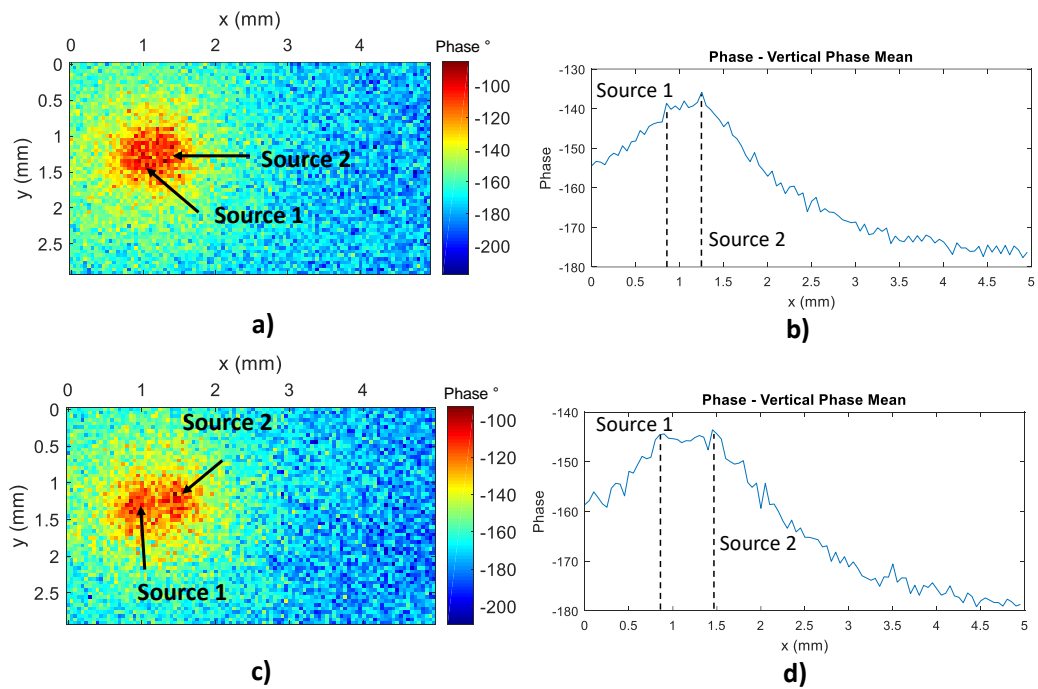 x (mm)
0 1 2 3 4
Phase °
y (mm)
0
0.5
1
1.5
2
2.5
-100
-120
-140
-160
-180
-200
Source 2
Source 1
a)
Phase - Vertical Phase Mean
Phase
-130
-140
-150
-160
-170
-180
Source 1
Source 2
0 0.5 1 1.5 2 2.5 3 3.5 4 4.5 5
x (mm)
b)
x (mm)
0 1 2 3 4
Phase °
y (mm)
0
0.5
1
1.5
2
2.5
-100
-120
-140
-160
-180
-200
Source 2
Source 1
c)
Phase - Vertical Phase Mean
Phase
-140
-150
-160
-170
-180
Source 1
Source 2
0 0.5 1 1.5 2 2.5 3 3.5 4 4.5 5
x (mm)
d)